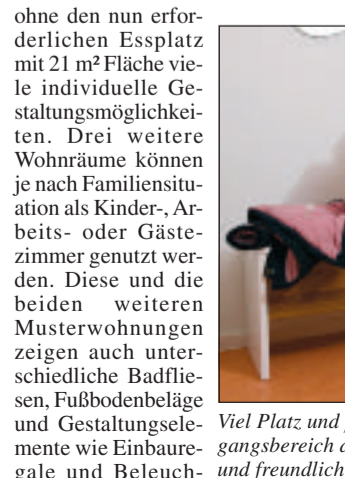 ohne den nun erfor-
derlichen Essplatz
mit 21 m² Fläche vie-
le individuelle Ge-
staltungsmöglichkei-
ten. Drei weitere
Wohnräume können
je nach Familiensitu-
ation als Kinder-, Ar-
beits- oder Gäste-
zimmer genutzt wer-
den. Diese und die
beiden weiteren
Musterwohnungen
zeigen auch unter-
schiedliche Badflie-
sen, Fußbodenbeläge
und Gestaltungsele-
mente wie Einbaure-
gale und Beleuch-
Viel Platz und
gangsbereich
und freundlich